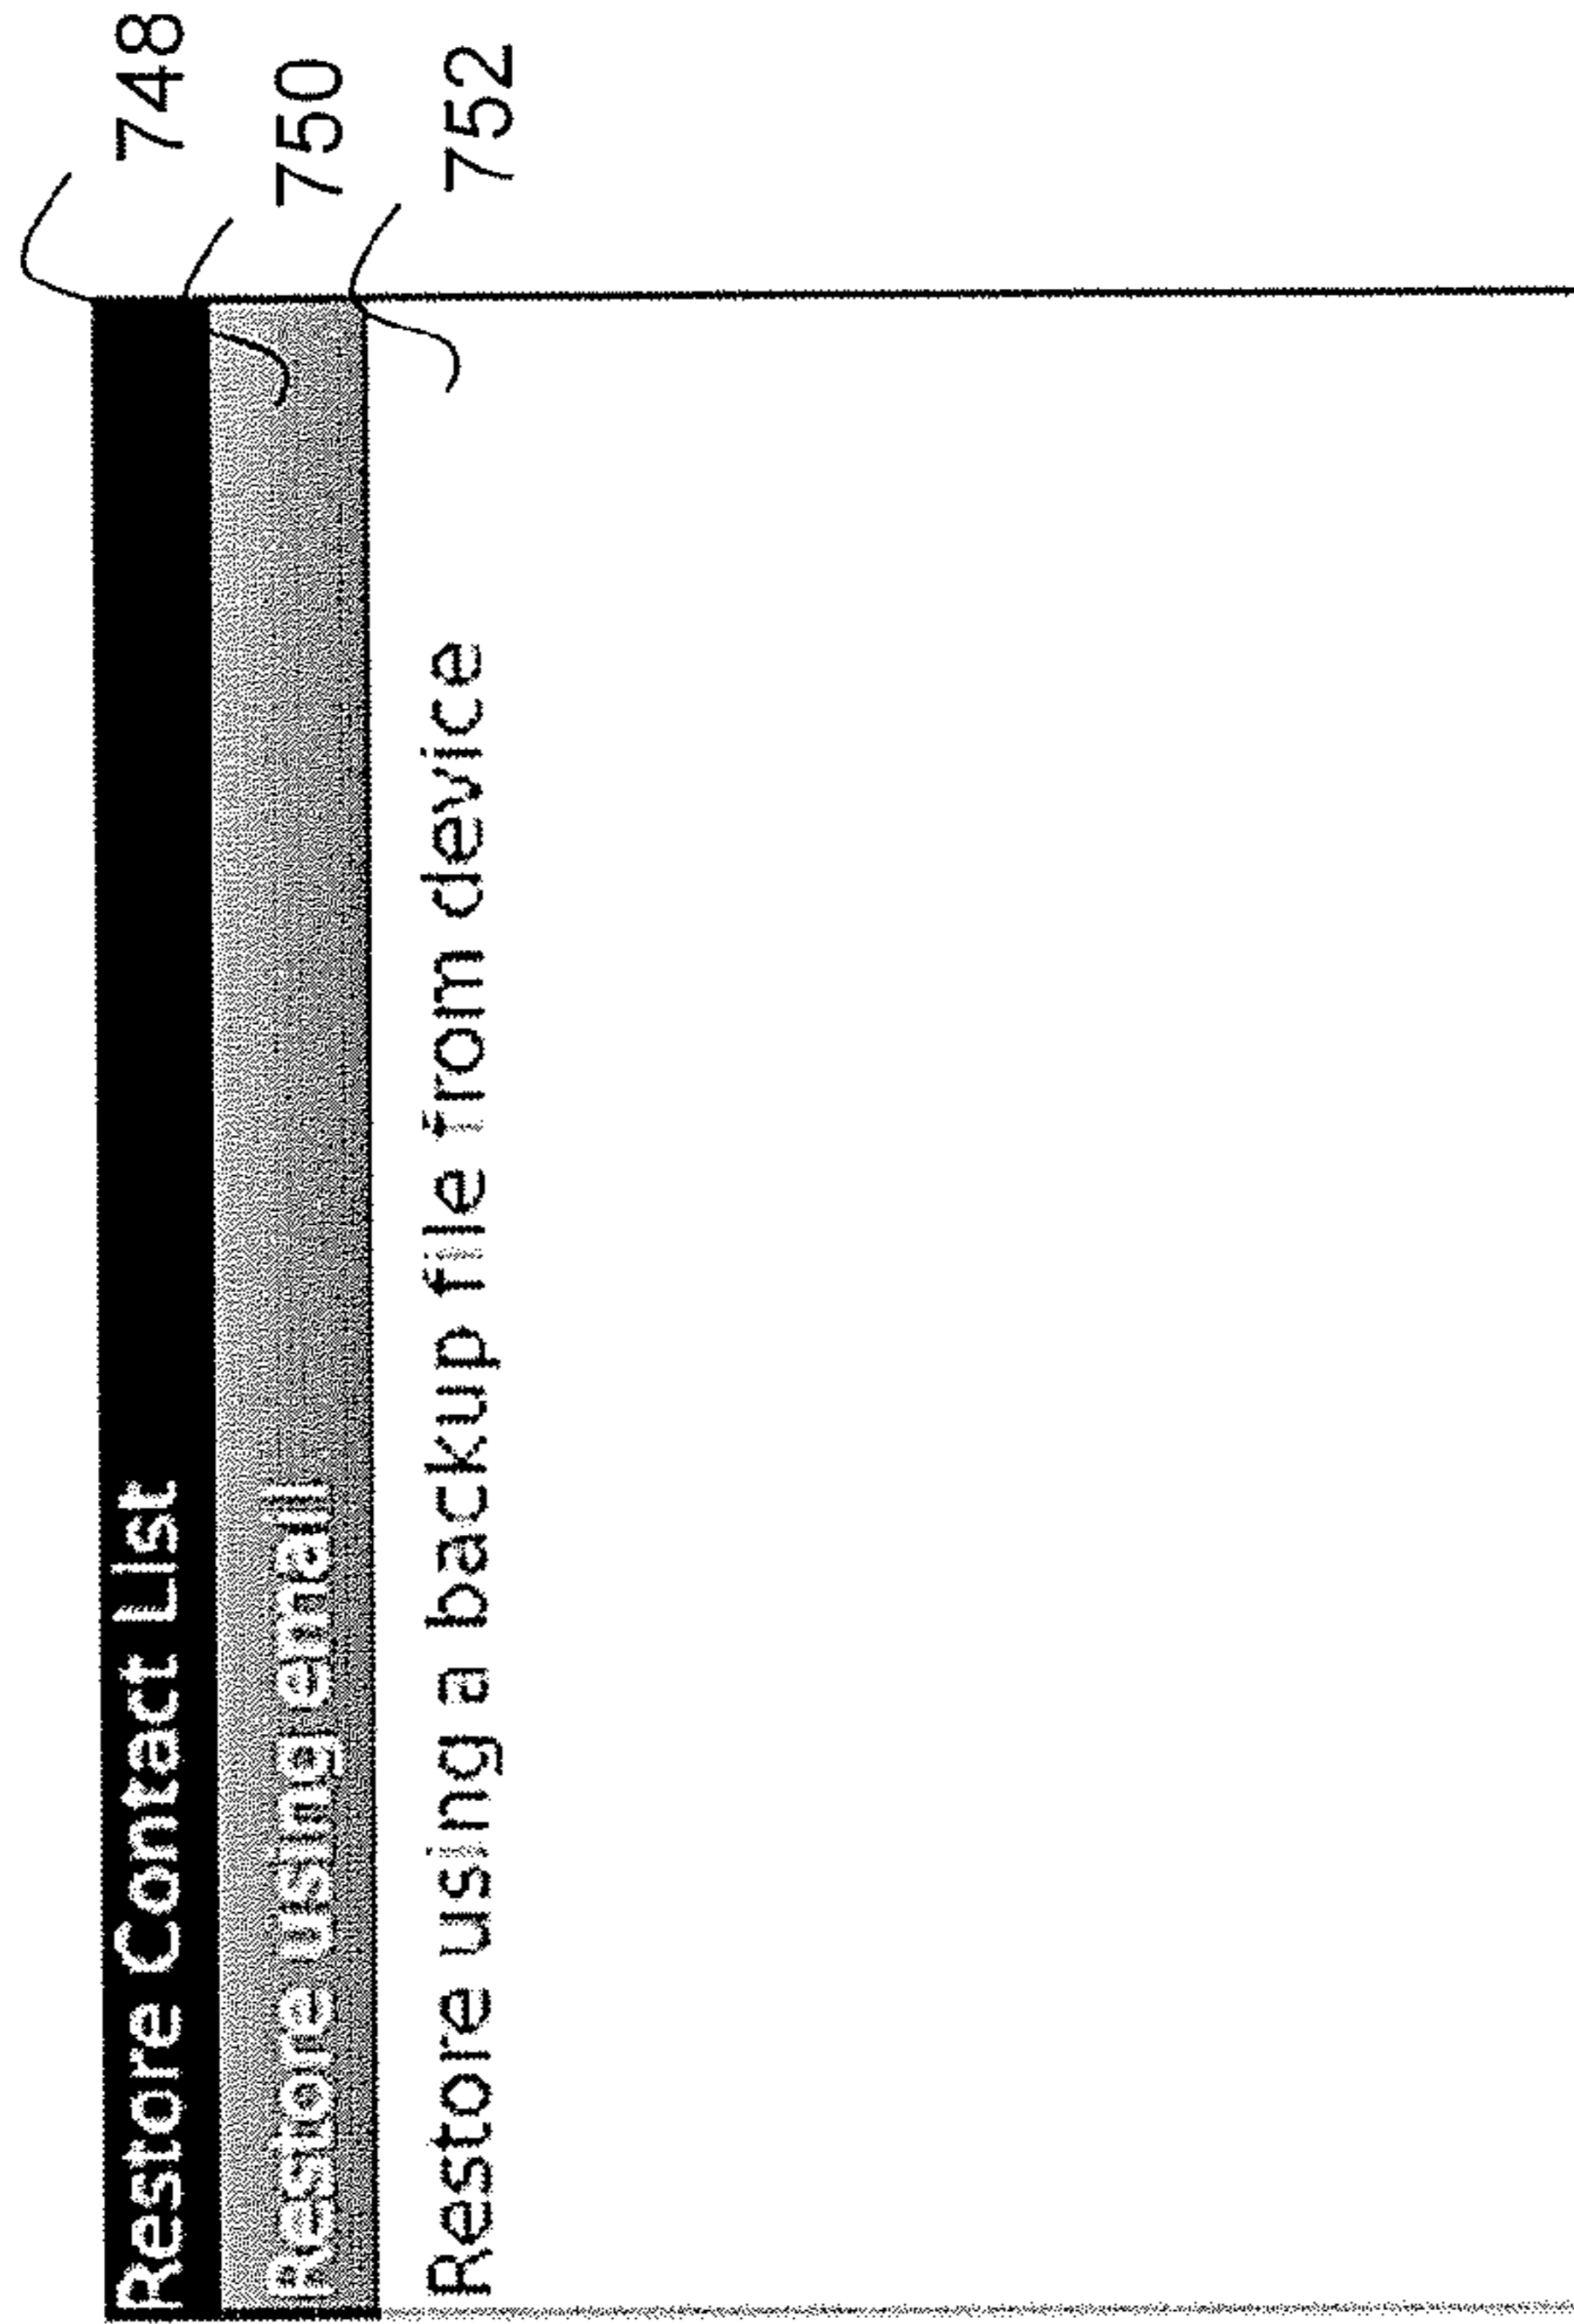 Restore Contact List
748
Restore using email
750
Restore using a backup file from device
752